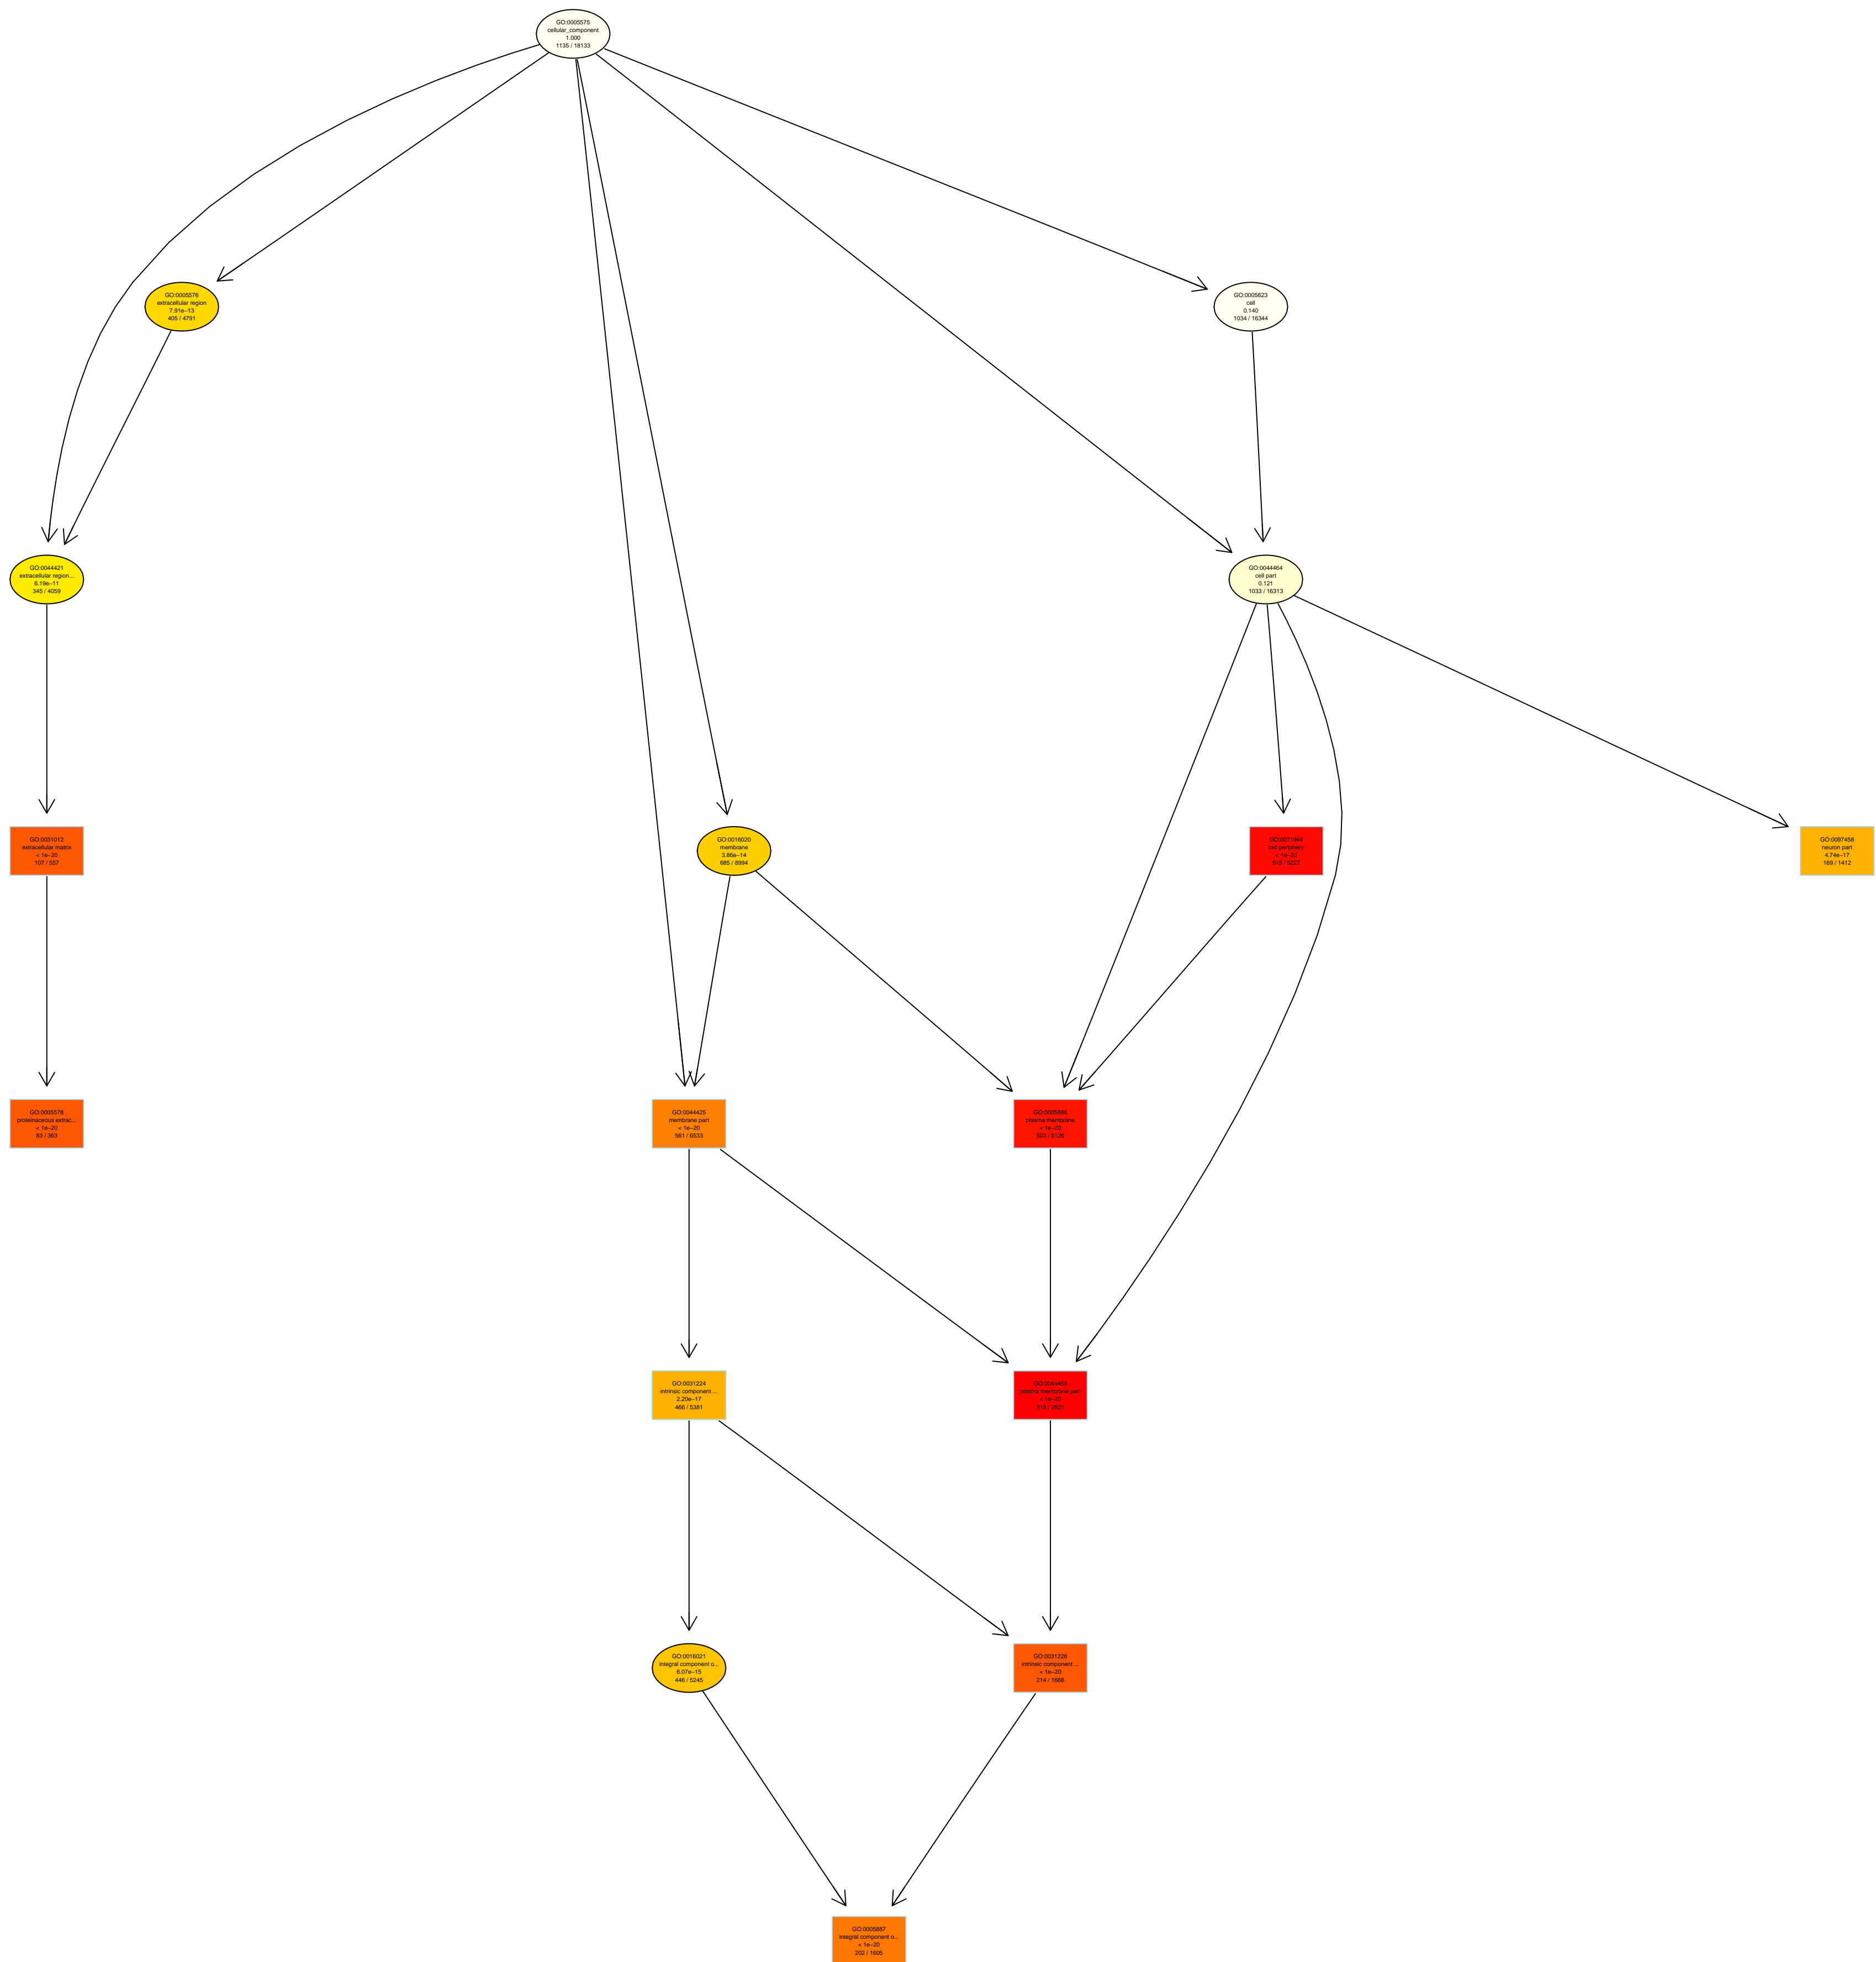 GO:0005575
cellular_component
1.000
1135 / 18133
GO:0005576
extracellular region
7.91e−13
405 / 4791
GO:0005623
cell
0.140
1034 / 16344
GO:0044421
extracellular region...
6.19e−11
345 / 4059
GO:0044464
cell part
0.121
1033 / 16313
GO:0031012
extracellular matrix
< 1e−20
107 / 557
GO:0016020
membrane
3.86e−14
685 / 8994
GO:0071944
cell periphery
< 1e−20
515 / 5227
GO:0097458
neuron part
4.74e−17
169 / 1412
GO:0005578
proteinaceous extrac...
< 1e−20
83 / 363
GO:0044425
membrane part
< 1e−20
561 / 6533
GO:0005886
plasma membrane
< 1e−20
503 / 5126
GO:0031224
intrinsic component ...
2.20e−17
466 / 5381
GO:0044459
plasma membrane part
< 1e−20
GO:0016021
integral component o...
6.07e−15
446 / 5245
GO:0031226
intrinsic component ...
< 1e−20
214 / 1666
GO:0005887
integral component o...
< 1e−20
202 / 1605